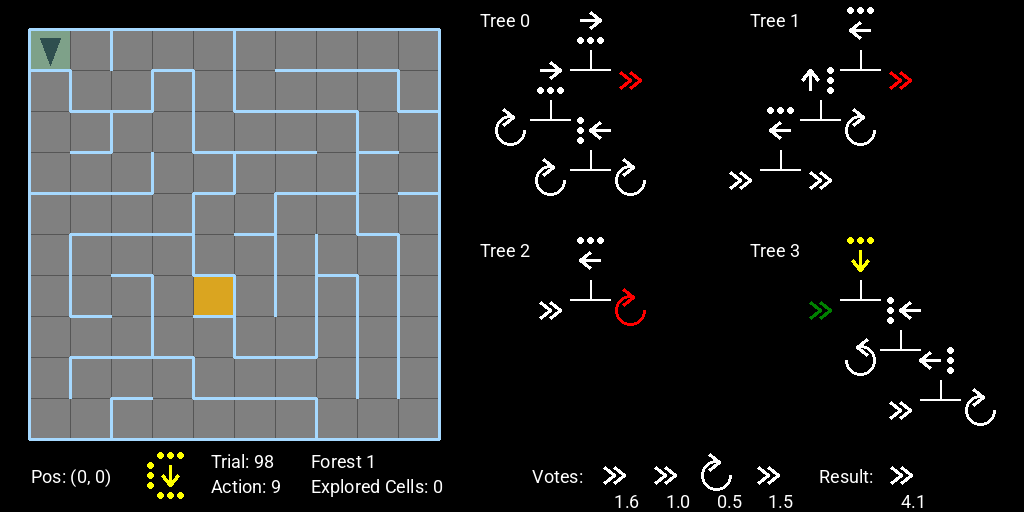 Tree 0
Tree 1
Tree 2
Tree 3
Pos: (0, 0)
Trial: 98
Forest 1
Action: 9
Explored Cells: 0
Votes:
1.6
1.0
0.5
1.5
Result:
4.1